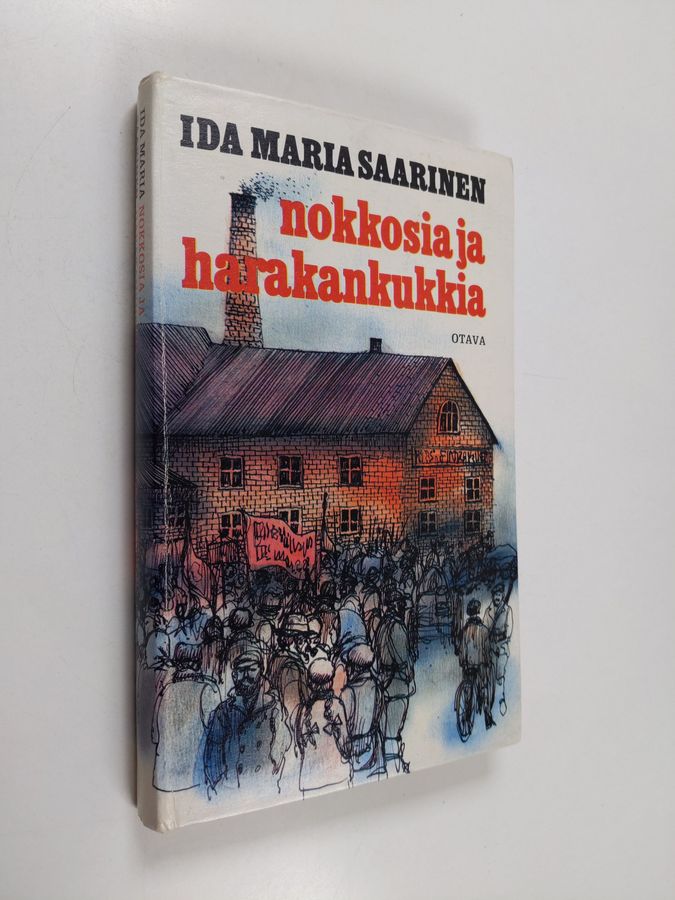 IDA MARIA SAARINEN
nokkosia ja
harakankukkia
OTAVA
IDA MARIA NOKKOSIA JA